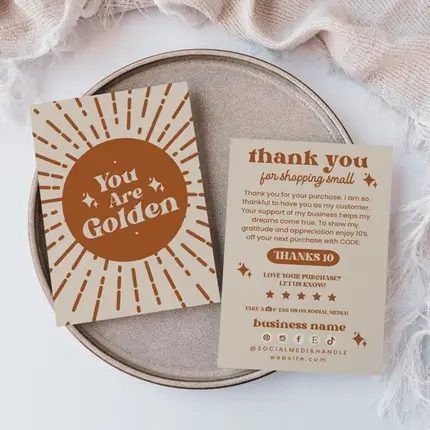 You
Are
Golden
thank you
for shopping small
Thank you for your purchase. I am so
thankful to have you as my customer.
Your support of my business helps my
dreams come true. To show my
gratitude and appreciation enjoy 10%
off your next purchase with CODE:
THANKS 10
LOVE YOUR PURCHASE?
LET US KNOW!
TAKE A & TAG US ON SOCIAL MEDIA!
business name
@SOCIALMEDIAHANDLE
website.com